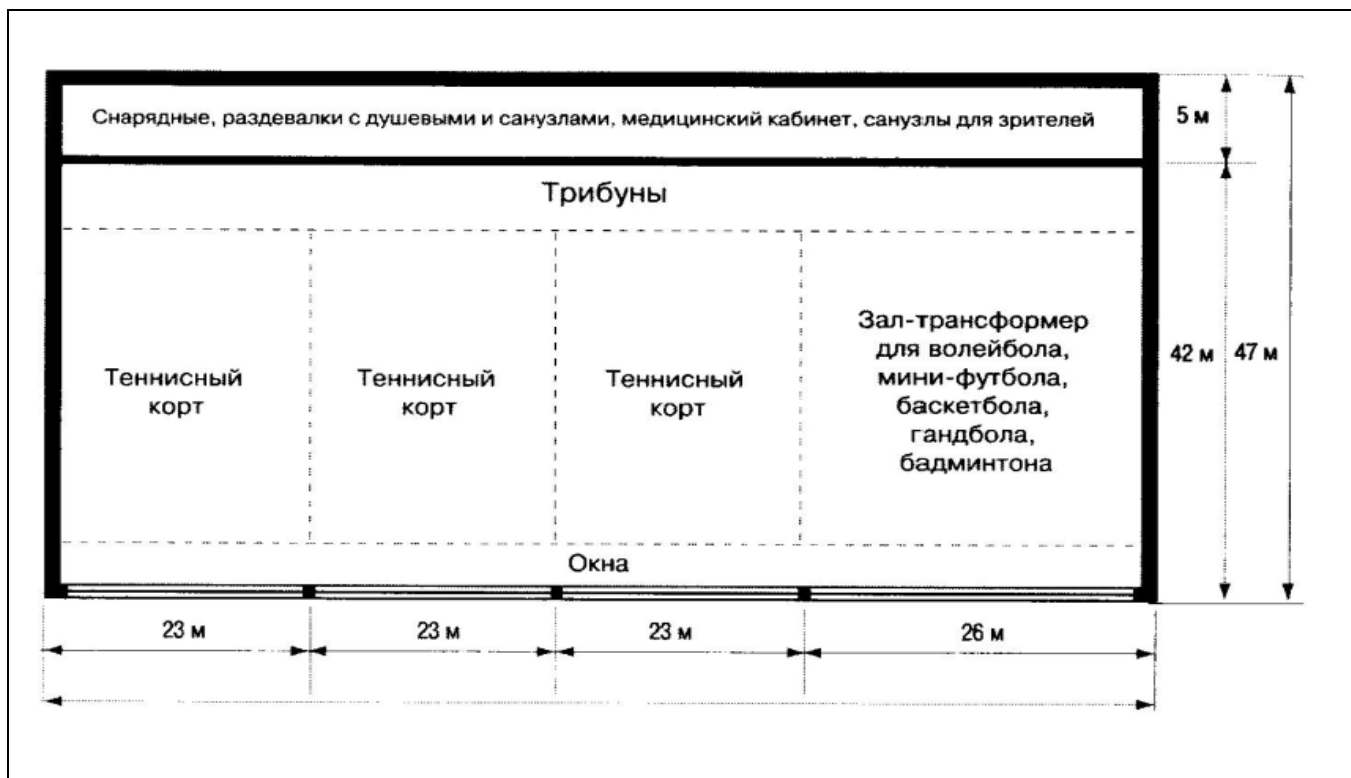 Снарядные, раздевалки с душевыми и санузлами, медицинский кабинет, санузлы для зрителей
5 м
Трибуны
Теннисный
корт
Теннисный
корт
Теннисный
корт
Зал-трансформер
для волейбола,
мини-футбола,
баскетбола,
гандбола,
бадминтона
42 м
47 м
Окна
23 м
23 м
23 м
26 м